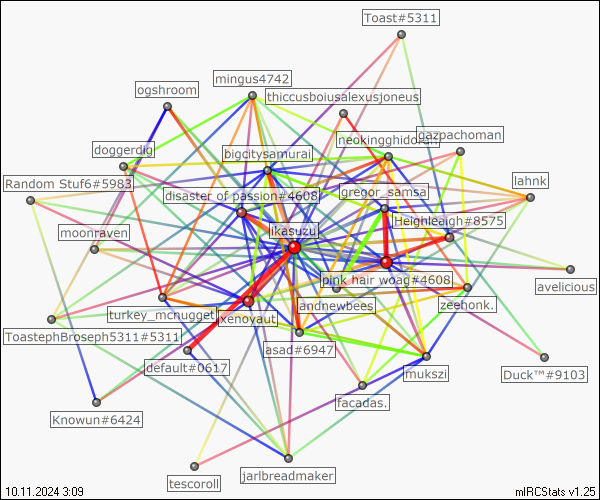 Toast#5311
mingus4742
ogshroom
thiccusboiusalexusjoneus
neokingghidorah
gazpachoman
doggerdig
bigcitysamurai
Random Stuf6#5983
disaster of passion#4608
gregor_samsa
lahnk
Heighleaigh#8575
moonraven
likasuzu
pink hair woag#4608
avelicious
andnewbees
zeehonk.
turkey_mcnugget
xenovaut
ToastephBroseph5311#5311
asad#6947
default#0617
mukszi
Duck™#9103
facadas.
Knowun#6424
jarlbreadmaker
tescoroll
10.11.2024 3:09
mIRCStats v1.25